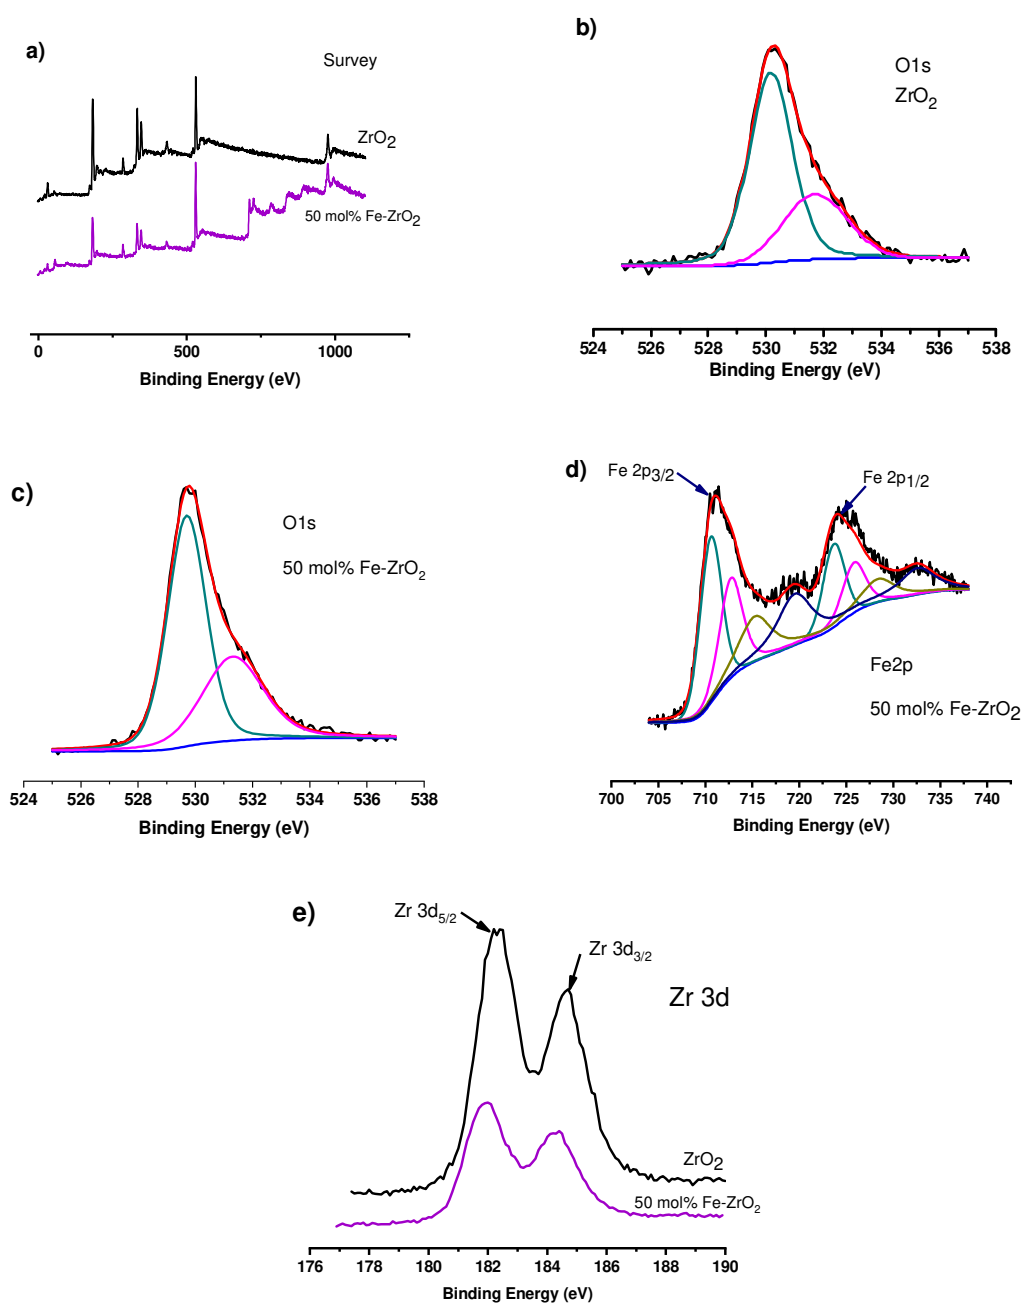 a)
Survey
ZrO2
50 mol% Fe-ZrO2
0 500 1000
Binding Energy (eV)
b)
O1s
ZrO2
524 526 528 530 532 534 536 538
Binding Energy (eV)
c)
O1s
50 mol% Fe-ZrO2
524 526 528 530 532 534 536 538
Binding Energy (eV)
d)
Fe 2p3/2
Fe 2p1/2
Fe2p
50 mol% Fe-ZrO2
700 705 710 715 720 725 730 735 740
Binding Energy (eV)
e)
Zr 3d5/2
Zr 3d3/2
Zr 3d
ZrO2
50 mol% Fe-ZrO2
176 178 180 182 184 186 188 190
Binding Energy (eV)